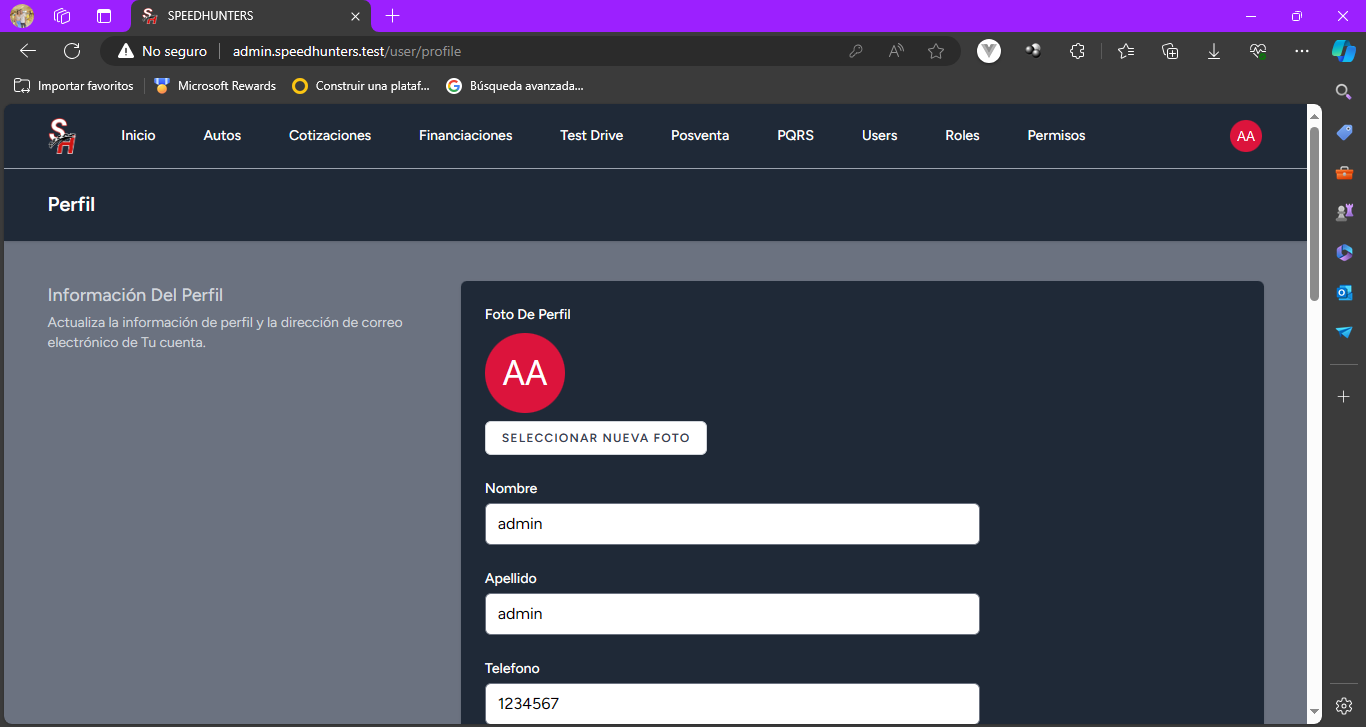 SPEEDHUNTERS
No seguro
admin.speedhunters.test/user/profile
Importar favoritos
Microsoft Rewards
Construir una plataf...
Búsqueda avanzada...
SH
Inicio
Autos
Cotizaciones
Financiaciones
Test Drive
Posventa
PQRS
Users
Roles
Permisos
AA
Perfil
Información Del Perfil
Actualiza la información de perfil y la dirección de correo
electrónico de Tu cuenta.
Foto De Perfil
AA
SELECCIONAR NUEVA FOTO
Nombre
admin
Apellido
admin
Telefono
1234567